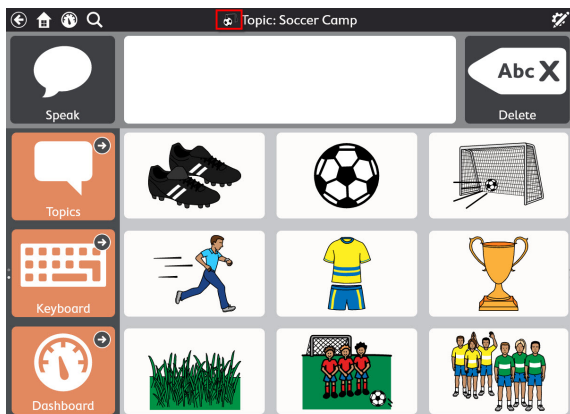 Topic: Soccer Camp
Speak
Abc X
Delete
Topics
Keyboard
Dashboard